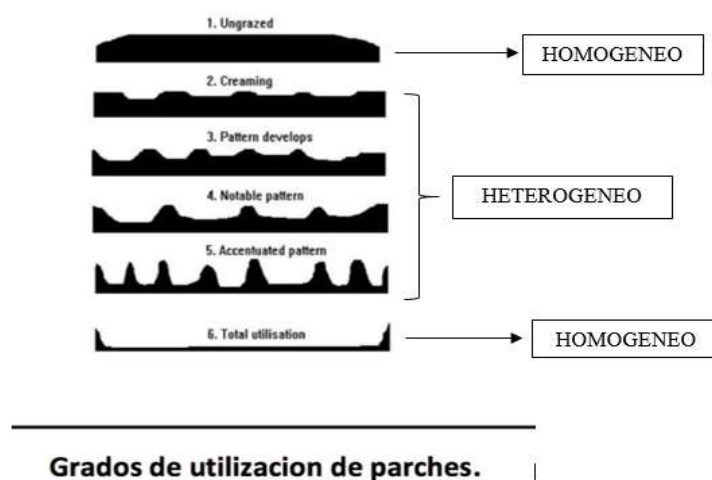 1. Ungrazed
HOMOGENEO
2. Creaming
3. Pattern develops
4. Notable pattern
HETEROGENEO
5. Accentuated pattern
6. Total utilisation
HOMOGENEO
Grados de utilizacion de parches.